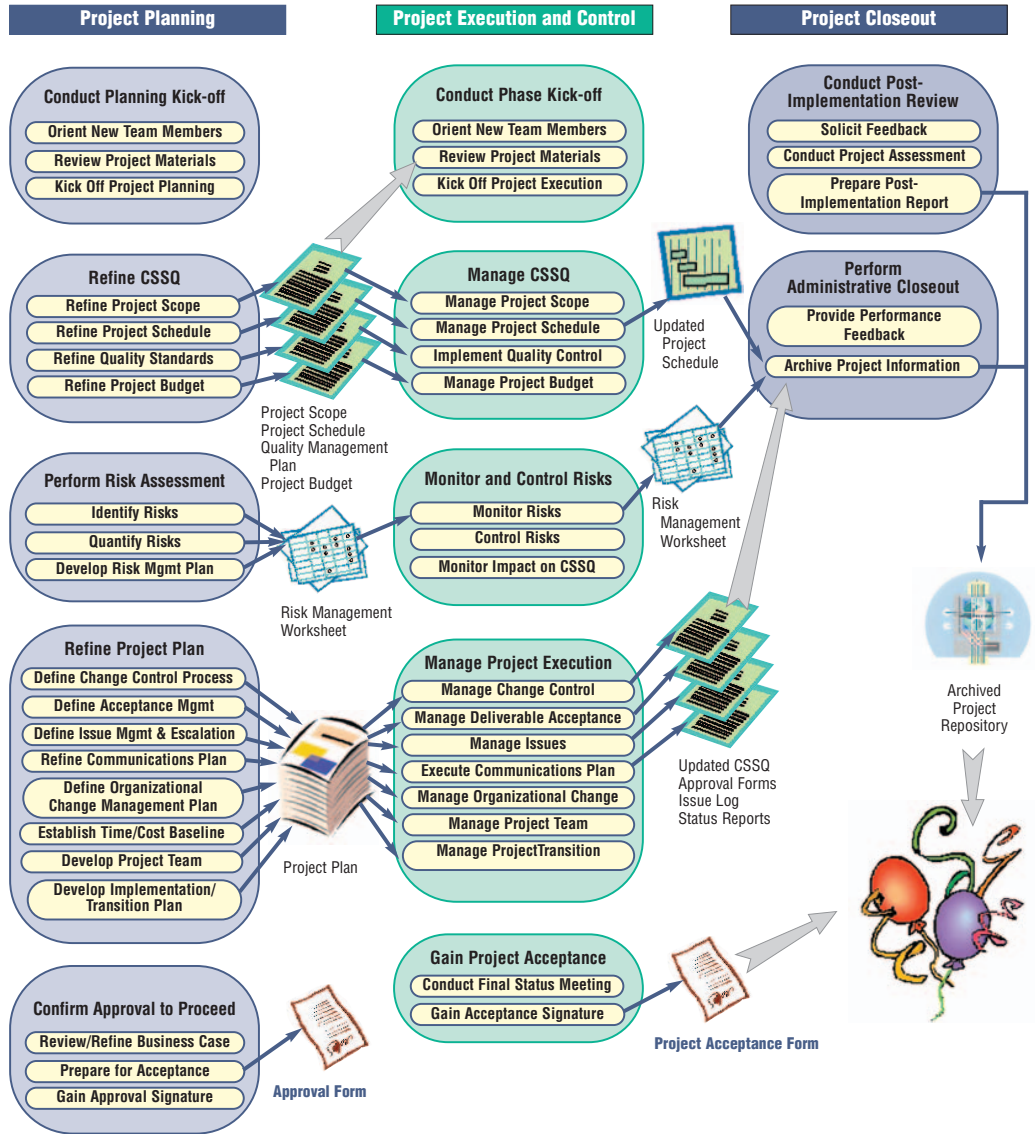 Project Planning
Project Execution and Control
Project Closeout
Conduct Planning Kick-off
Orient New Team Members
Review Project Materials
Kick Off Project Planning
Refine CSSQ
Refine Project Scope
Refine Project Schedule
Refine Quality Standards
Refine Project Budget
Project Scope
Project Schedule
Quality Management
Plan
Project Budget
Perform Risk Assessment
Identify Risks
Quantify Risks
Develop Risk Mgmt Plan
Risk Management
Worksheet
Refine Project Plan
Define Change Control Process
Define Acceptance Mgmt
Define Issue Mgmt & Escalation
Refine Communications Plan
Define Organizational
Change Management Plan
Establish Time/Cost Baseline
Develop Project Team
Develop Implementation/
Transition Plan
Project Plan
Confirm Approval to Proceed
Review/Refine Business Case
Prepare for Acceptance
Gain Approval Signature
Approval Form
Conduct Phase Kick-off
Orient New Team Members
Review Project Materials
Kick Off Project Execution
Manage CSSQ
Manage Project Scope
Manage Project Schedule
Implement Quality Control
Manage Project Budget
Updated
Project
Schedule
Monitor and Control Risks
Monitor Risks
Control Risks
Monitor Impact on CSSQ
Risk
Management
Worksheet
Manage Project Execution
Manage Change Control
Manage Deliverable Acceptance
Manage Issues
Execute Communications Plan
Manage Organizational Change
Manage Project Team
Manage ProjectTransition
Updated CSSQ
Approval Forms
Issue Log
Status Reports
Gain Project Acceptance
Conduct Final Status Meeting
Gain Acceptance Signature
Project Acceptance Form
Conduct Post-
Implementation Review
Solicit Feedback
Conduct Project Assessment
Prepare Post-
Implementation Report
Perform
Administrative Closeout
Provide Performance
Feedback
Archive Project Information
Archived
Project
Repository